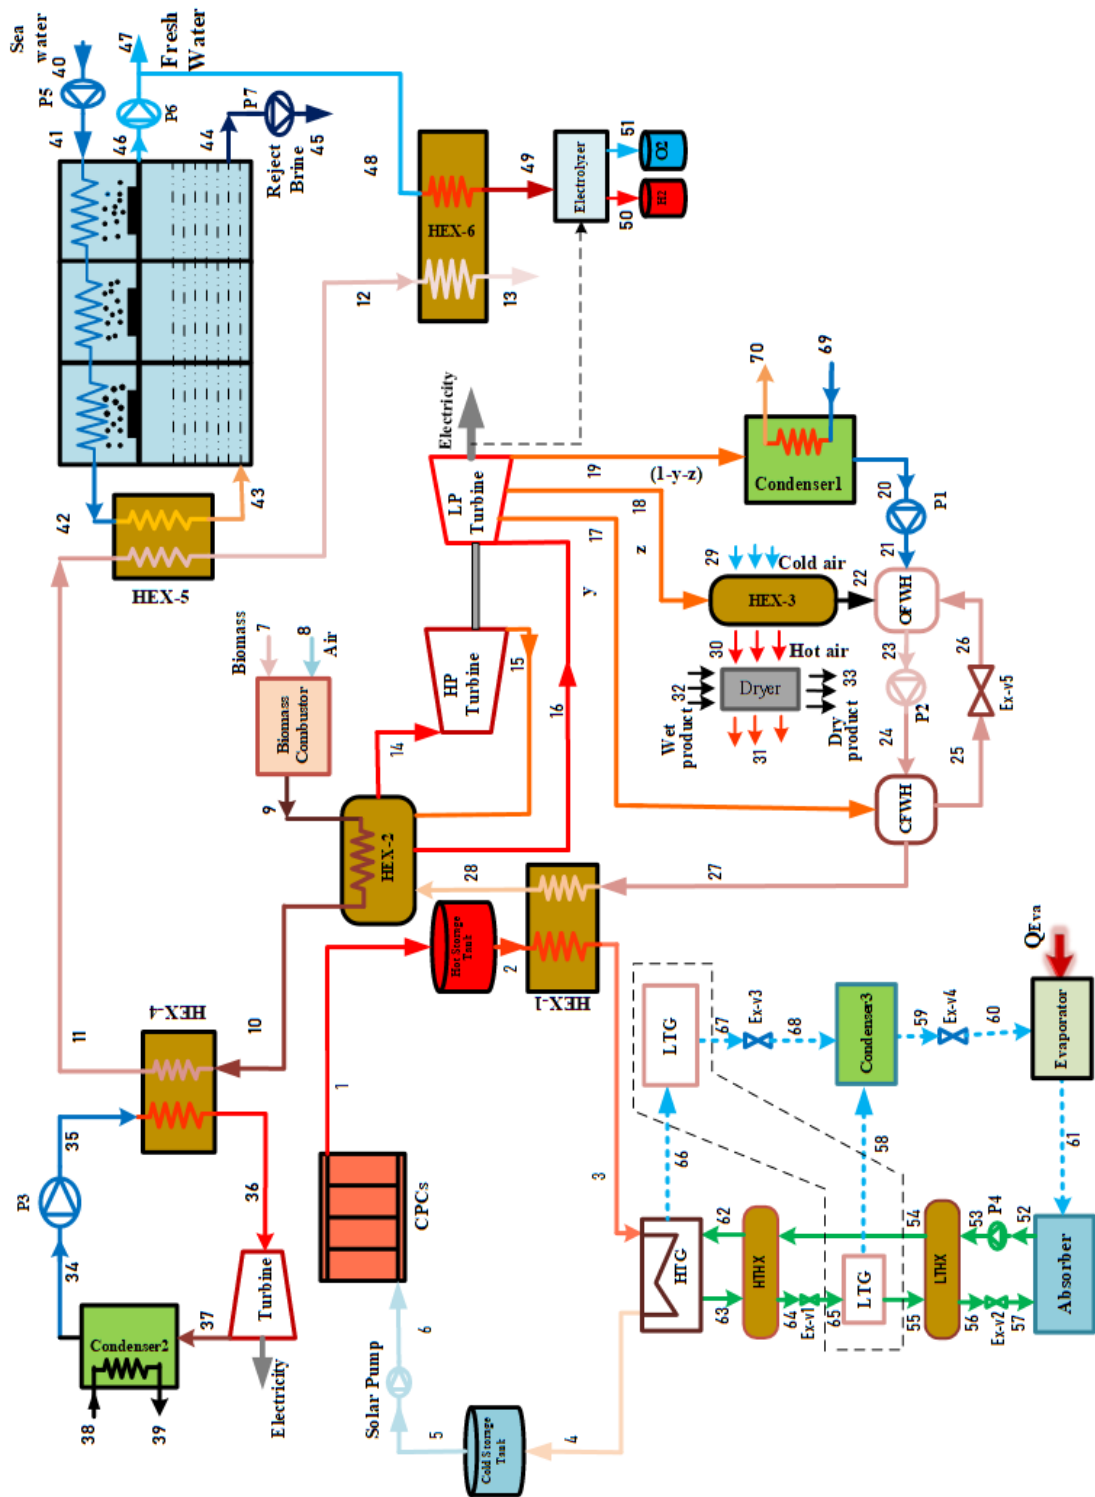 Sea
water
40
P5
41
47
Fresh
Water
P6
46
44
P7
45
Reject
Brine
42
43
HEX-5
48
HEX-6
12
13
49
Electrolyzer
51
O2
50
H2
Biomass
7
8
Air
Biomass
Combustor
9
Electricity
LP
Turbine
HP
Turbine
14
15
16
17
y
18
z
19
(1-y-z)
70
69
Condenser1
20
P1
21
29
Cold air
22
HEX-3
OFWH
30
Hot air
23
26
32
Dryer
33
P2
Ex-v5
Wet
product
Dry
product
31
24
25
CFWH
HEX-2
28
27
Hot Storage
Tank
2
HEX-1
11
HEX-4
10
35
P3
36
34
Turbine
37
Condenser2
38
39
Electricity
1
CPCs
3
6
Solar Pump
5
Cold Storage
Tank
4
LTG
67
Ex-v3
68
Condenser3
59
Ex-v4
60
QEva
Evaporator
66
58
61
HTG
62
HTHX
54
LTHX
53
P4
52
63
64
Ex-v1
65
LTG
55
56
Ex-v2
57
Absorber